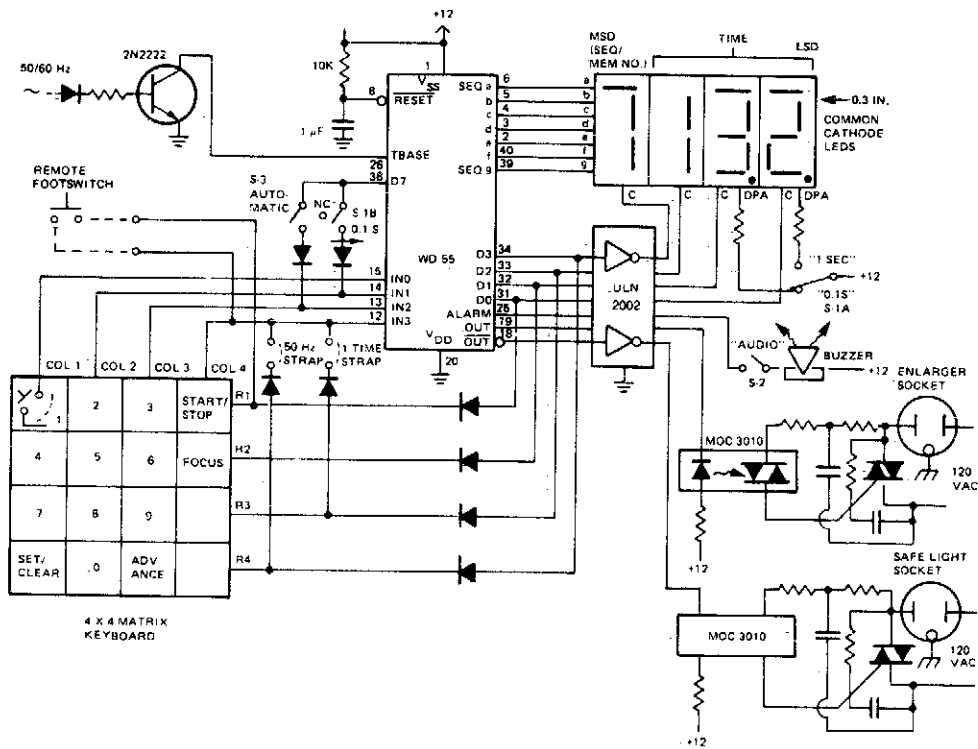 +12
2N2222
50/60 Hz
10K
1
V SS
8
RESET
1 µF
TBASE
26
38
D7
S-3
AUTO-
MATIC
NC
S 1B
0.1 S
REMOTE
FOOTSWITCH
T
WD 55
15
IN0
14
IN1
13
IN2
12
IN3
V DD
20
6
SEQ a
5
b
4
c
3
d
2
e
40
f
39
SEQ g
MSD
(SEQ/
MEM NO.)
TIME
LSD
a
b
c
d
e
f
g
0.3 IN.
COMMON
CATHODE
LEDS
C
C
C
DPA
C
DPA
34
D3
33
D2
32
D1
31
D0
25
ALARM
19
OUT
18
OUT
ULN
2002
"1 SEC"
+12
"0.1S"
S-1A
"AUDIO"
S-2
BUZZER
+12
50 Hz
STRAP
1 TIME
STRAP
COL 1
COL 2
COL 3
COL 4
1
2
3
START/
STOP
R1
4
5
6
FOCUS
R2
7
8
9
R3
SET/
CLEAR
0
ADV
ANCE
R4
4 X 4 MATRIX
KEYBOARD
ENLARGER
SOCKET
MOC 3010
120
VAC
+12
SAFE LIGHT
SOCKET
MOC 3010
120
VAC
+12